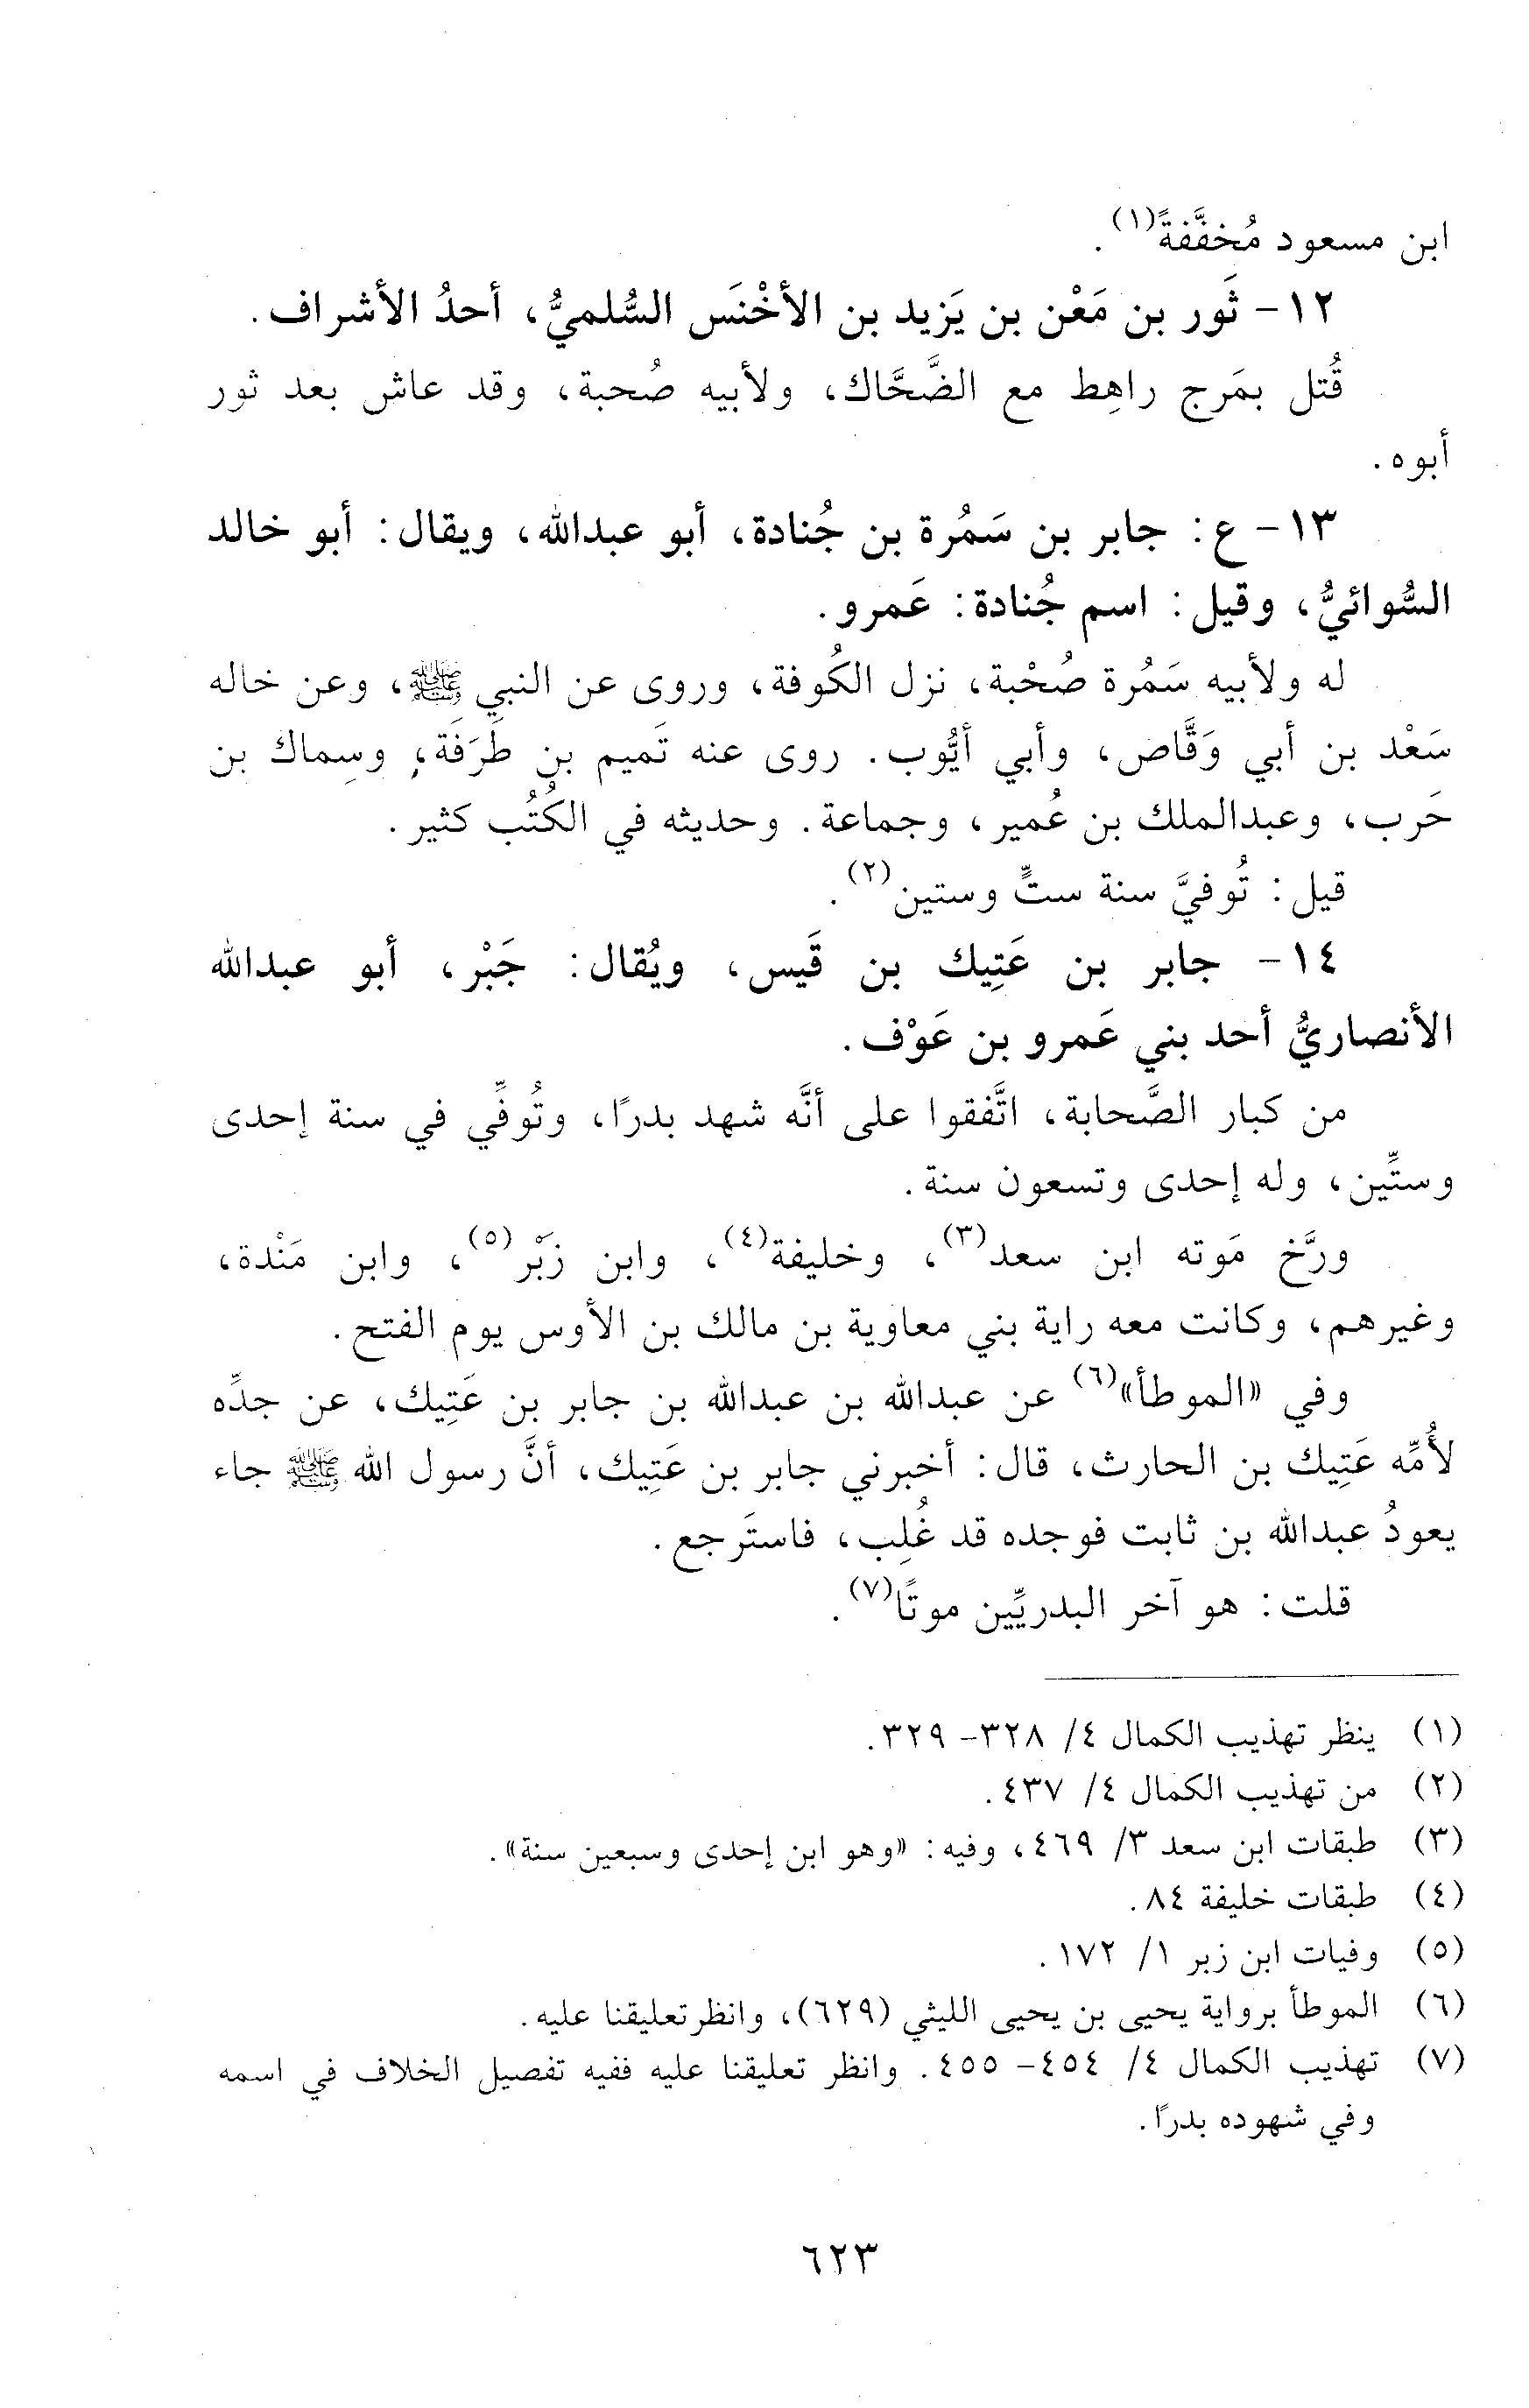 ابن مسعود مُخفَّفةً(١).
١٢- ثَور بن مَعْن بن يَزيد بن الأخْنَس السُّلميُّ، أحدُ الأشراف.
قُتل بمَرج راهِط مع الضَّحَّاك، ولأبيه صُحبة، وقد عاش بعد ثور
أبوه.
١٣- ع: جابر بن سَمُرة بن جُنادة، أبو عبدالله، ويقال: أبو خالد
السُّوائيُّ، وقيل: اسم جُنادة: عَمرو.
له ولأبيه سَمُرة صُحْبة، نزل الكُوفة، وروى عن النبي ﷺ، وعن خاله
سَعْد بن أبي وَقَّاص، وأبي أيُّوب. روى عنه تَميم بن طَرَفَة، وسِماك بن
حَرب، وعبدالملك بن عُمير، وجماعة. وحديثه في الكُتُب كثير.
قيل: تُوفيَّ سنة ستٍّ وستين(٢).
١٤- جابر بن عَتِيك بن قَيس، ويُقال: جَبْر، أبو عبدالله
الأنصاريُّ أحد بني عَمرو بن عَوْف.
من كبار الصَّحابة، اتَّفقوا على أنَّه شهد بدرًا، وتُوفِّي في سنة إحدى
وستِّين، وله إحدى وتسعون سنة.
ورَّخ مَوته ابن سعد(٣)، وخليفة(٤)، وابن زَبْر(٥)، وابن مَنْدة،
وغيرهم، وكانت معه راية بني معاوية بن مالك بن الأوس يوم الفتح.
وفي «الموطأ»(٦) عن عبدالله بن عبدالله بن جابر بن عَتِيك، عن جدِّه
لأُمِّه عَتِيك بن الحارث، قال: أخبرني جابر بن عَتِيك، أنَّ رسول الله ﷺ جاء
يعودُ عبدالله بن ثابت فوجده قد غُلِب، فاستَرجع.
قلت: هو آخر البدريِّين موتًا(٧).
(١) ينظر تهذيب الكمال ٤/ ٣٢٨- ٣٢٩.
(٢) من تهذيب الكمال ٤/ ٤٣٧.
(٣) طبقات ابن سعد ٣/ ٤٦٩، وفيه: «وهو ابن إحدى وسبعين سنة».
(٤) طبقات خليفة ٨٤.
(٥) وفيات ابن زبر ١/ ١٧٢.
(٦) الموطأ برواية يحيى بن يحيى الليثي (٦٢٩)، وانظر تعليقنا عليه.
(٧) تهذيب الكمال ٤/ ٤٥٤- ٤٥٥. وانظر تعليقنا عليه ففيه تفصيل الخلاف في اسمه
وفي شهوده بدرًا.
٦٢٣